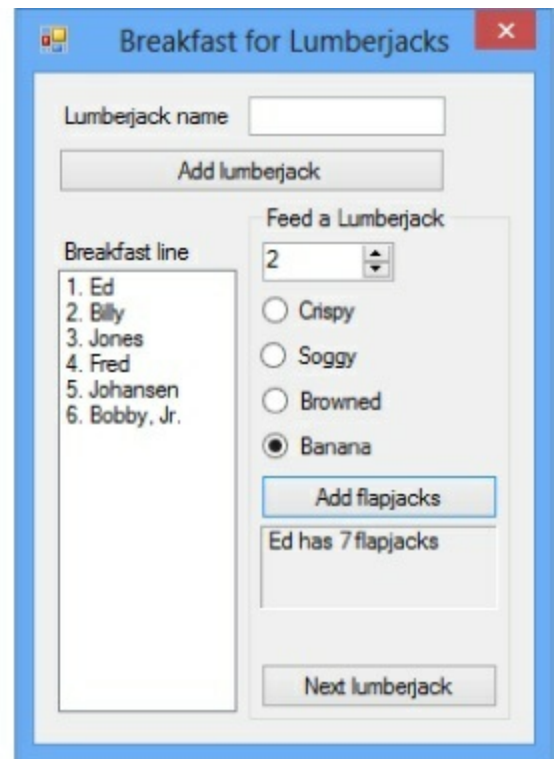 Breakfast for Lumberjacks
Lumberjack name
Add lumberjack
Breakfast line
1. Ed
2. Billy
3. Jones
4. Fred
5. Johansen
6. Bobby, Jr.
Feed a Lumberjack
2
Crispy
Soggy
Browned
Banana
Add flapjacks
Ed has 7 flapjacks
Next lumberjack